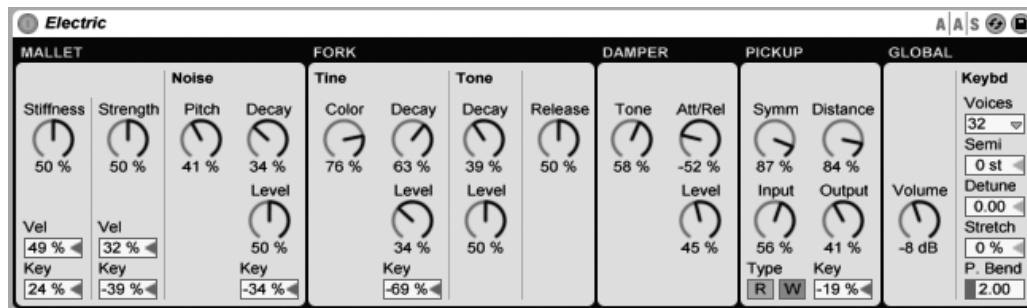 Electric
A|A|S
MALLET
Stiffness
50 %
Strength
50 %
Vel
49 %
Key
24 %
Vel
32 %
Key
-39 %
Noise
Pitch
41 %
Decay
34 %
Level
50 %
Key
-34 %
FORK
Tine
Color
76 %
Decay
63 %
Level
34 %
Key
-69 %
Tone
Decay
39 %
Level
50 %
Release
50 %
DAMPER
Tone
58 %
Att/Rel
-52 %
Level
45 %
PICKUP
Symm
87 %
Distance
84 %
Input
56 %
Output
41 %
Type
R W
Key
-19 %
GLOBAL
Volume
-8 dB
Keybd
Voices
32
Semi
0 st
Detune
0.00
Stretch
0 %
P. Bend
2.00